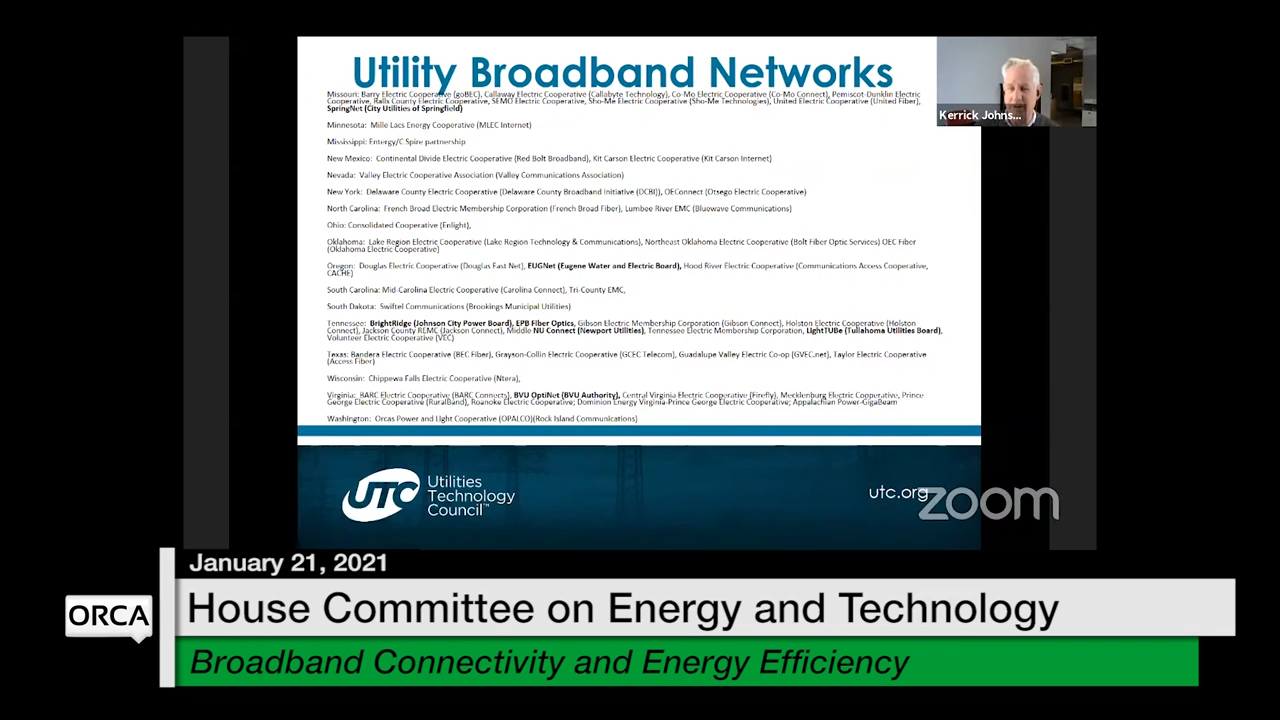 Utility Broadband Networks
Missouri: Barry Electric Cooperative (goBEC), Callaway Electric Cooperative (Callabyte Technology), Co-Mo Electric Cooperative (Co-Mo Connect), Pemiscot-Dunklin Electric
Cooperative, Ralls County Electric Cooperative, SEMO Electric Cooperative, Sho-Me Electric Cooperative (Sho-Me Technologies), United Electric Cooperative (United Fiber),
SpringNet (City Utilities of Springfield)
Minnesota: Mille Lacs Energy Cooperative (MLEC Internet)
Mississippi: Entergy/C Spire partnership
New Mexico: Continental Divide Electric Cooperative (Red Bolt Broadband), Kit Carson Electric Cooperative (Kit Carson Internet)
Nevada: Valley Electric Cooperative Association (Valley Communications Association)
New York: Delaware County Electric Cooperative (Delaware County Broadband Initiative (DCBI)), OEConnect (Otsego Electric Cooperative)
North Carolina: French Broad Electric Membership Corporation (French Broad Fiber), Lumbee River EMC (Bluewave Communications)
Ohio: Consolidated Cooperative (Enlight),
Oklahoma: Lake Region Electric Cooperative (Lake Region Technology & Communications), Northeast Oklahoma Electric Cooperative (Bolt Fiber Optic Services) OEC Fiber
(Oklahoma Electric Cooperative)
Oregon: Douglas Electric Cooperative (Douglas Fast Net), EUGNet (Eugene Water and Electric Board), Hood River Electric Cooperative (Communications Access Cooperative,
CACHE)
South Carolina: Mid-Carolina Electric Cooperative (Carolina Connect), Tri-County EMC,
South Dakota: Swiftel Communications (Brookings Municipal Utilities)
Tennessee: BrightRidge (Johnson City Power Board), EPB Fiber Optics, Gibson Electric Membership Corporation (Gibson Connect), Holston Electric Cooperative (Holston
Connect), Jackson County REMC (Jackson Connect), Middle NU Connect (Newport Utilities), Tennessee Electric Membership Corporation, LightTUBe (Tullahoma Utilities Board),
Volunteer Electric Cooperative (VEC)
Texas: Bandera Electric Cooperative (BEC Fiber), Grayson-Collin Electric Cooperative (GCEC Telecom), Guadalupe Valley Electric Co-op (GVEC.net), Taylor Electric Cooperative
(Access Fiber)
Wisconsin: Chippewa Falls Electric Cooperative (Ntera),
Virginia: BARC Electric Cooperative (BARC Connects), BVU OptiNet (BVU Authority), Central Virginia Electric Cooperative (Firefly), Mecklenburg Electric Cooperative, Prince
George Electric Cooperative (RuralBand), Roanoke Electric Cooperative; Dominion Energy Virginia-Prince George Electric Cooperative; Appalachian Power-GigaBeam
Washington: Orcas Power and Light Cooperative (OPALCO)(Rock Island Communications)
Kerrick Johns...
UTC Utilities
Technology
Council™
utc.org
zoom
January 21, 2021
ORCA
House Committee on Energy and Technology
Broadband Connectivity and Energy Efficiency